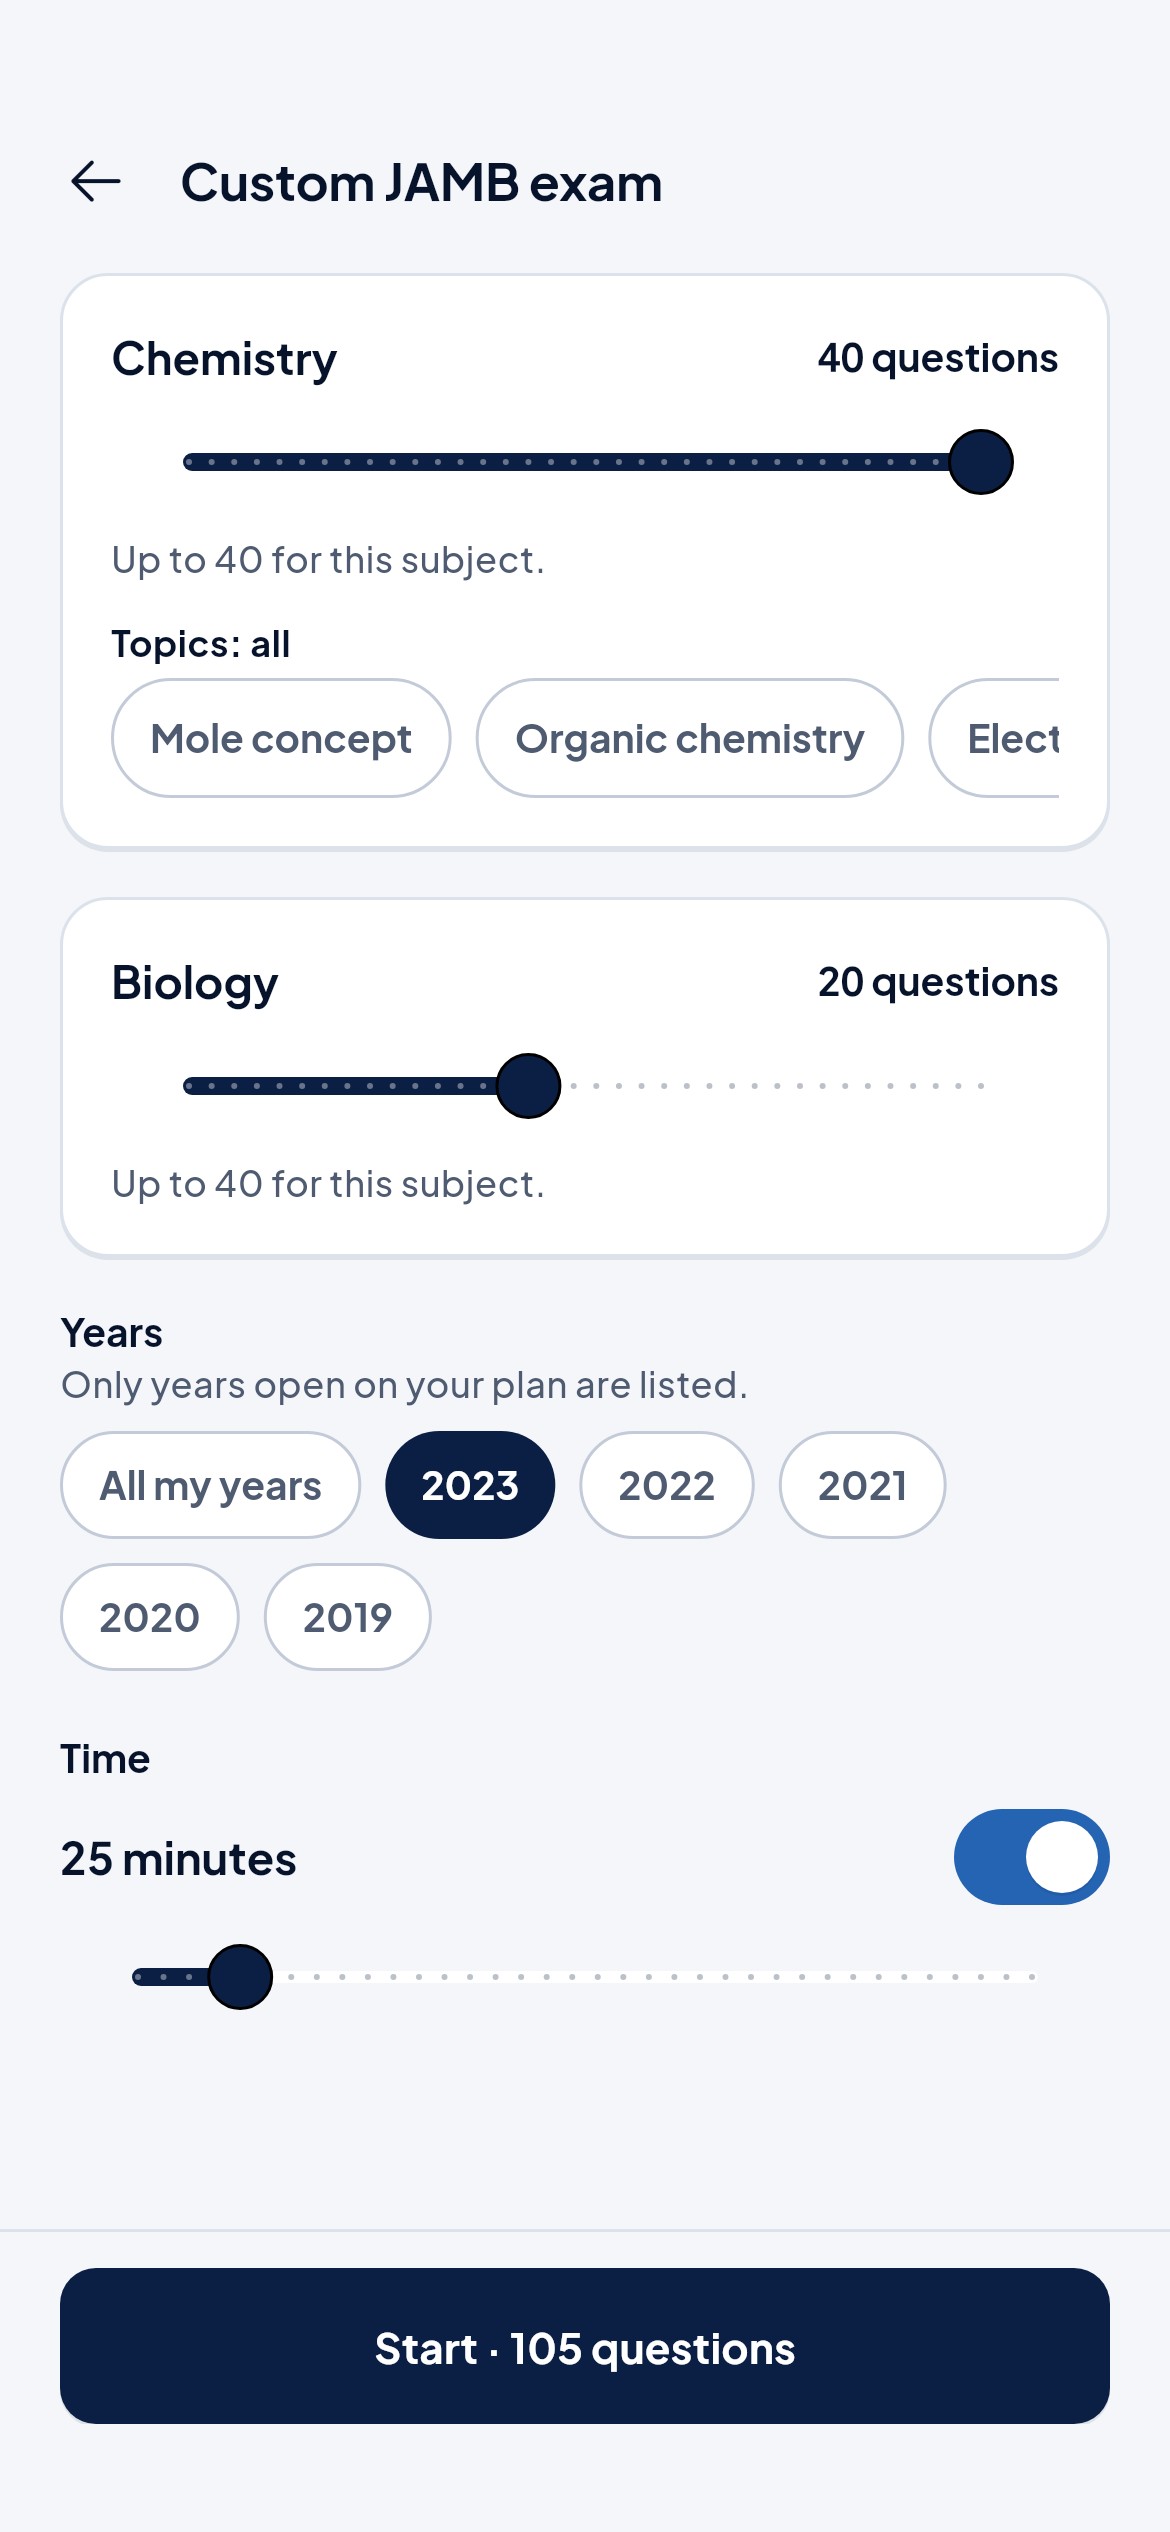 Custom JAMB exam
Chemistry
40 questions
Up to 40 for this subject.
Topics: all
Mole concept
Organic chemistry
Elect
Biology
20 questions
Up to 40 for this subject.
Years
Only years open on your plan are listed.
All my years
2023
2022
2021
2020
2019
Time
25 minutes
Start · 105 questions